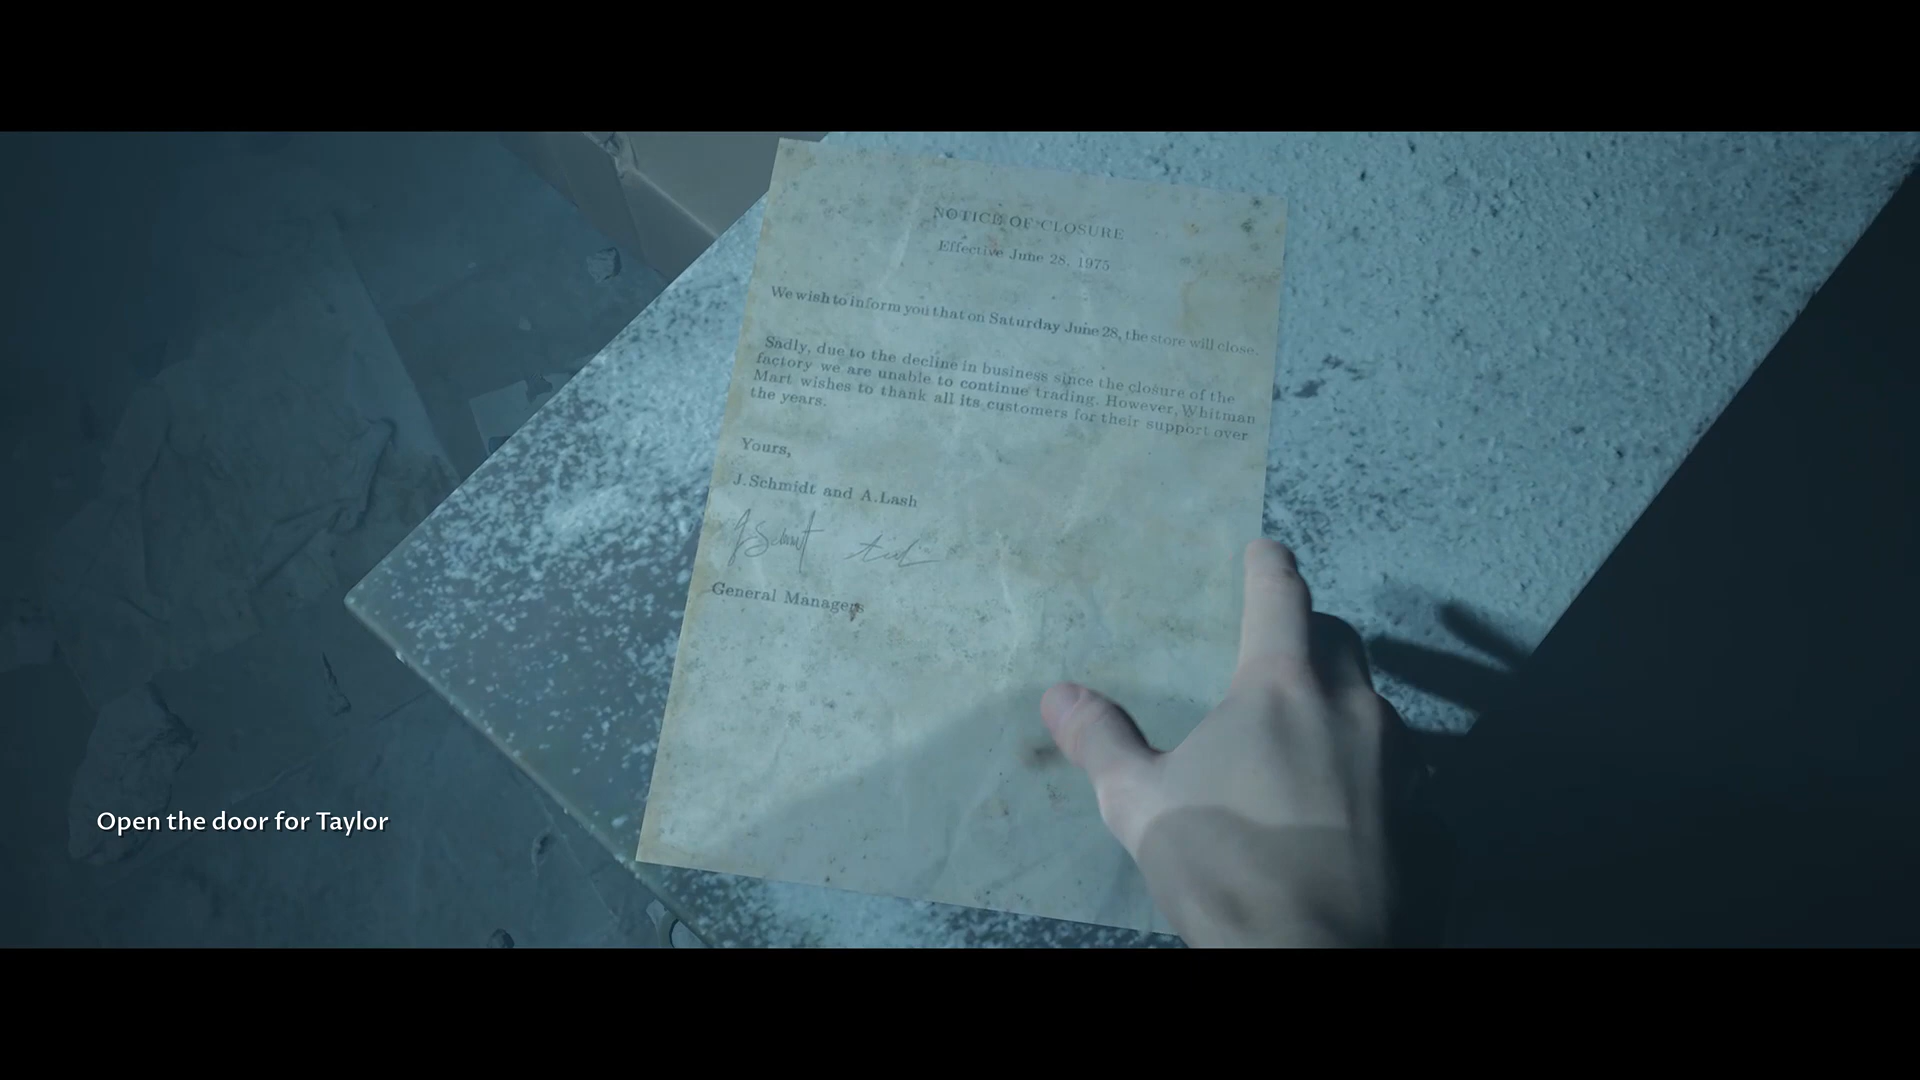 NOTICE OF CLOSURE
Effective June 28, 1975
We wish to inform you that on Saturday June 28, the store will close.
Sadly, due to the decline in business since the closure of the
factory we are unable to continue trading. However, Whitman
Mart wishes to thank all its customers for their support over
the years.
Yours,
J.Schmidt and A.Lash
General Managers
Open the door for Taylor